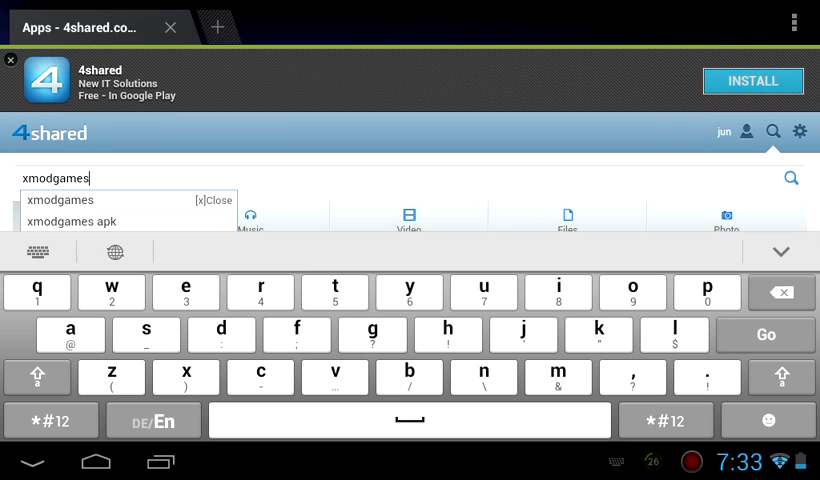 Apps - 4shared.co...
4shared
New IT Solutions
Free - In Google Play
INSTALL
4shared
jun
xmodgames
xmodgames [x]Close
xmodgames apk
Music Video Files Photo
q w e r t y u i o p
1 2 3 4 5 6 7 8 9 0
a s d f g h j k l Go
@ _ : ; ? ! ' " $
a z x c v b n m , . a
( ) - ... / \ & ? !
*#12 DE/En *#12
26 7:33